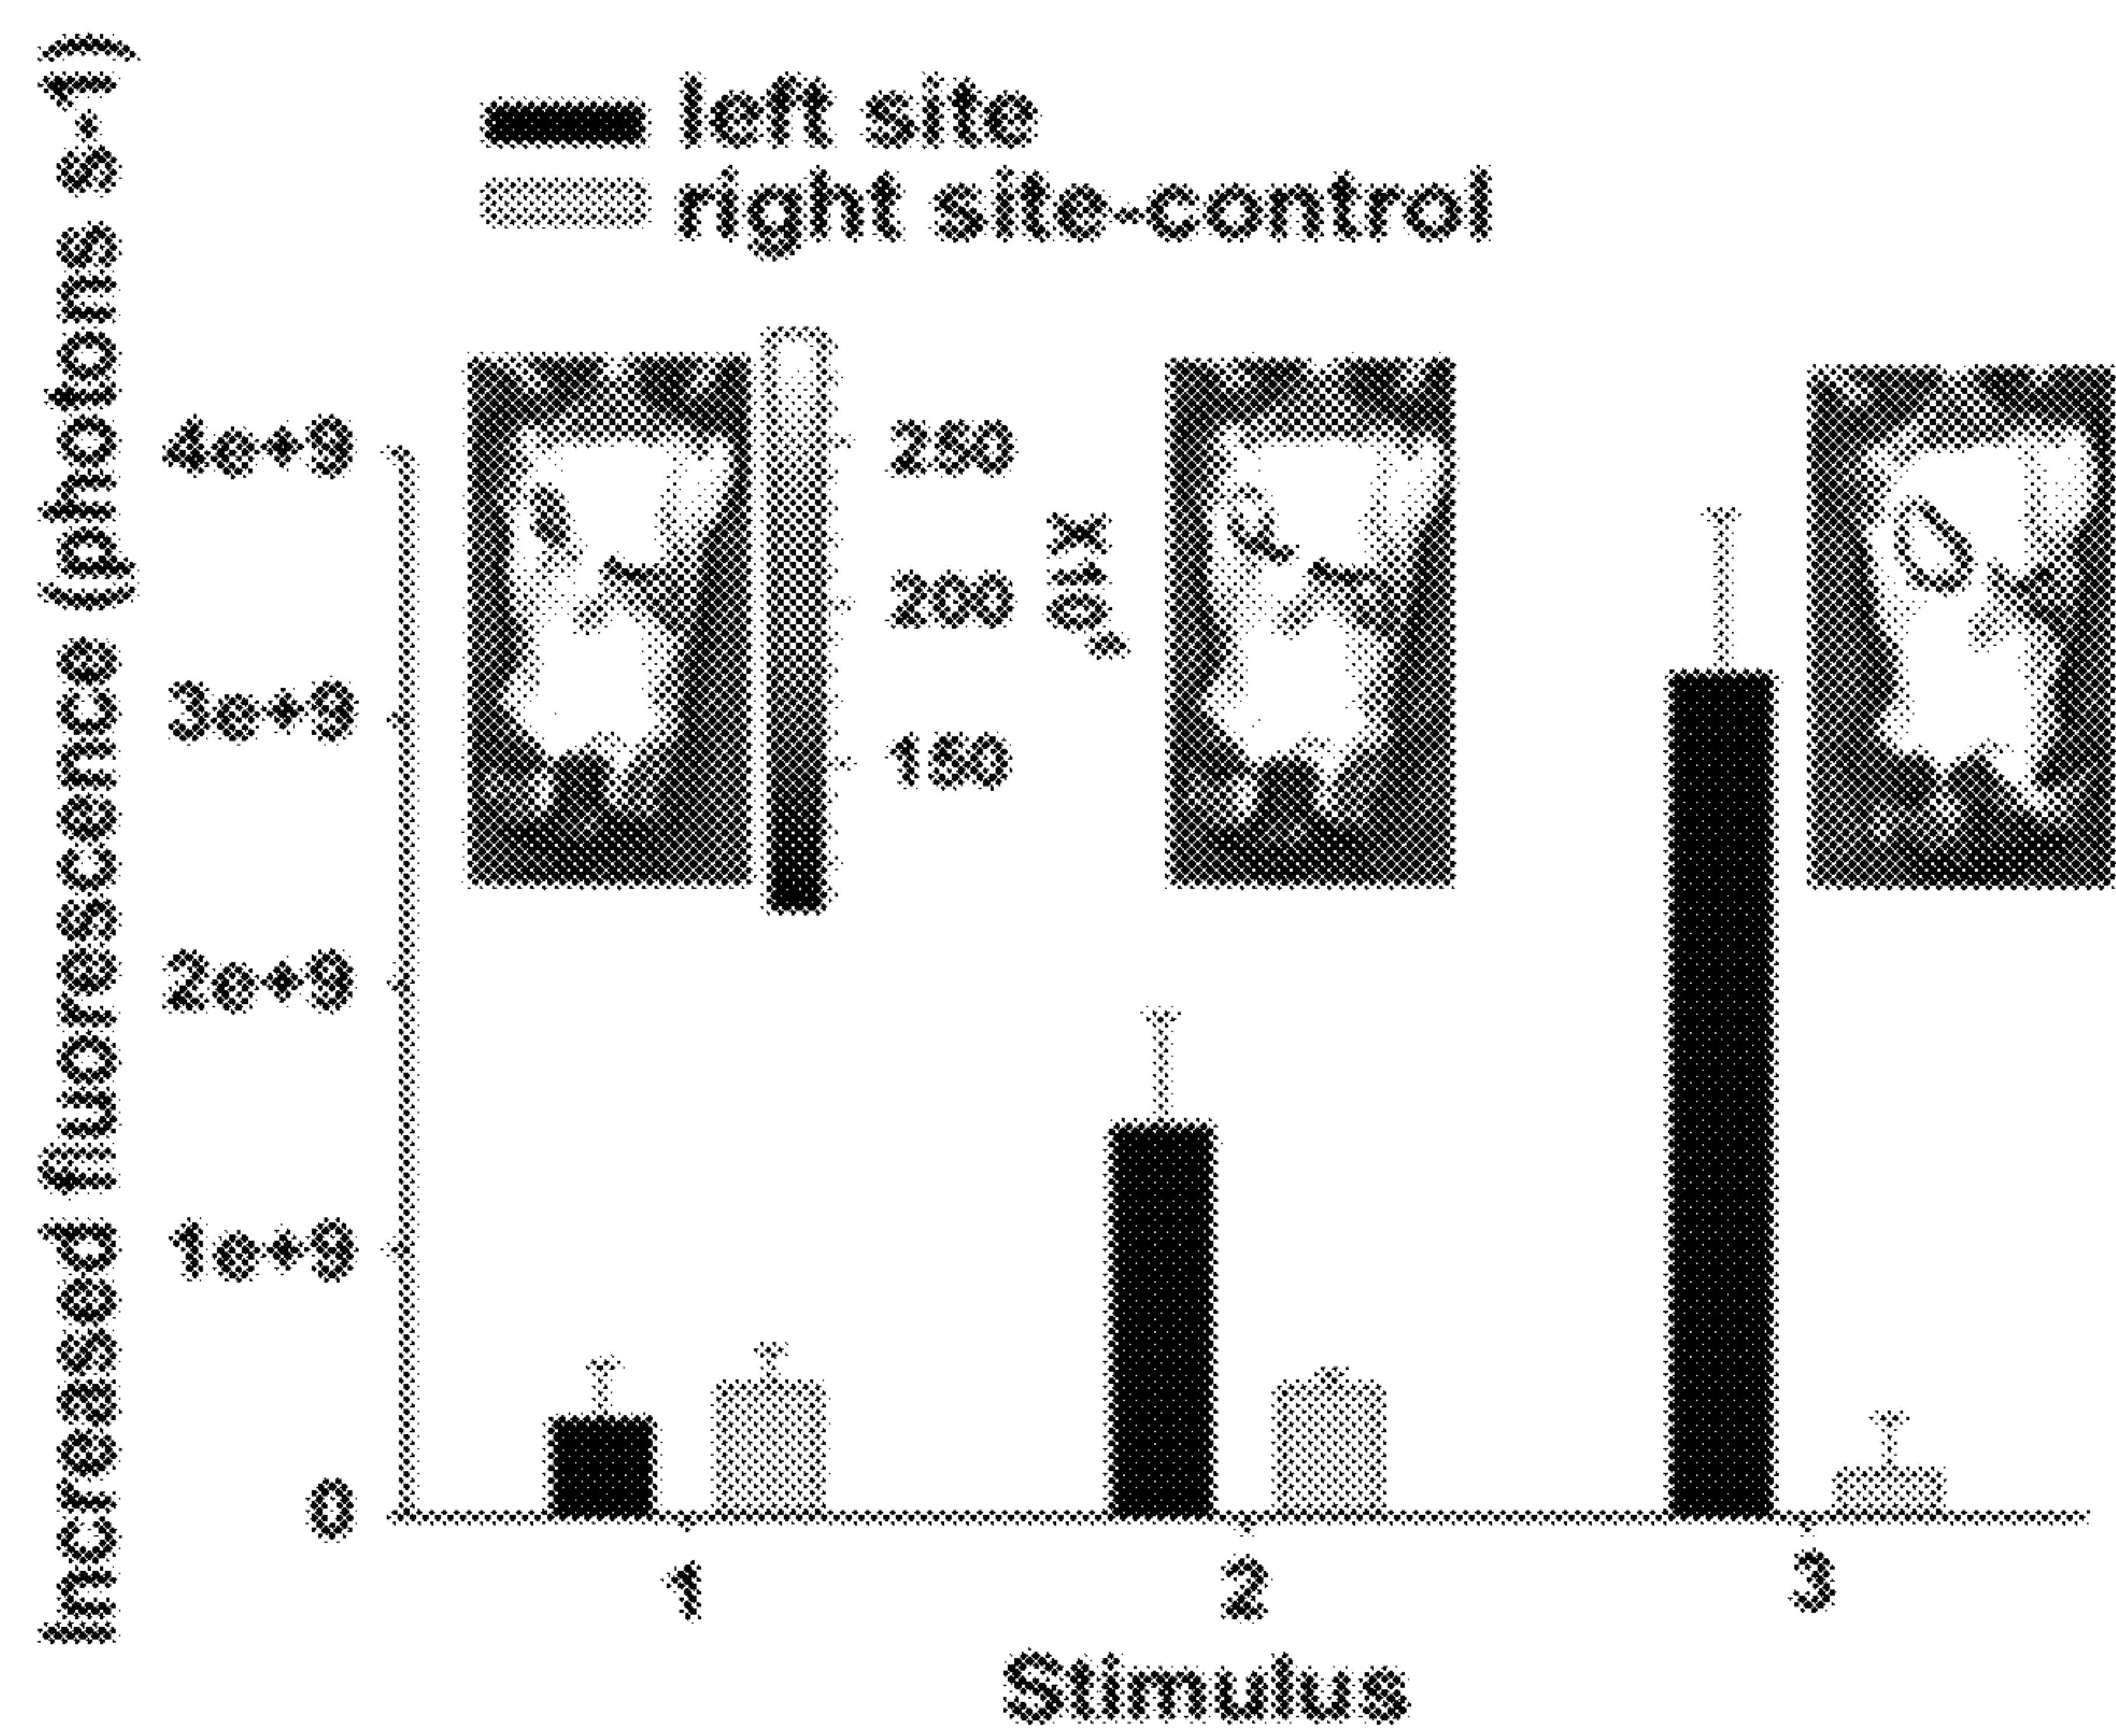 Increased fluorescence (photons s-1)
left site
right site-control
4e+9
3e+9
2e+9
1e+9
0
250
200
150
gil x
1
2
3
Stimulus